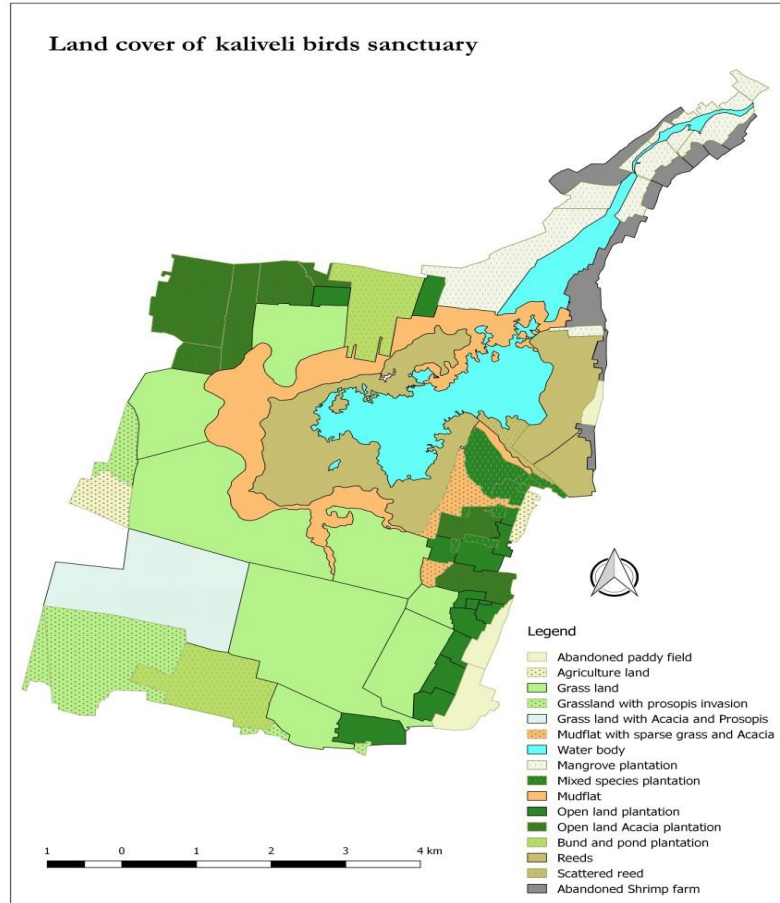 Land cover of kaliveli birds sanctuary
Legend
Abandoned paddy field
Agriculture land
Grass land
Grassland with prosopis invasion
Grass land with Acacia and Prosopis
Mudflat with sparse grass and Acacia
Water body
Mangrove plantation
Mixed species plantation
Mudflat
Open land plantation
Open land Acacia plantation
Bund and pond plantation
Reeds
Scattered reed
Abandoned Shrimp farm
1 0 1 2 3 4 km